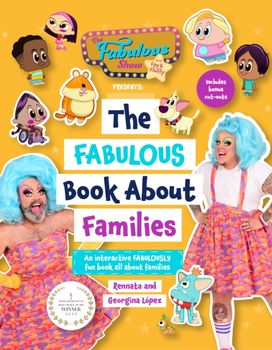 The
Fabulous
Show
with
Fay &
Fluffy
PRESENTS:
Includes
bonus
cut-outs
The
FABULOUS
Book About
Families
An interactive FABULOUSLY
fun book all about families
Rennata and
Georgina López
WINNER